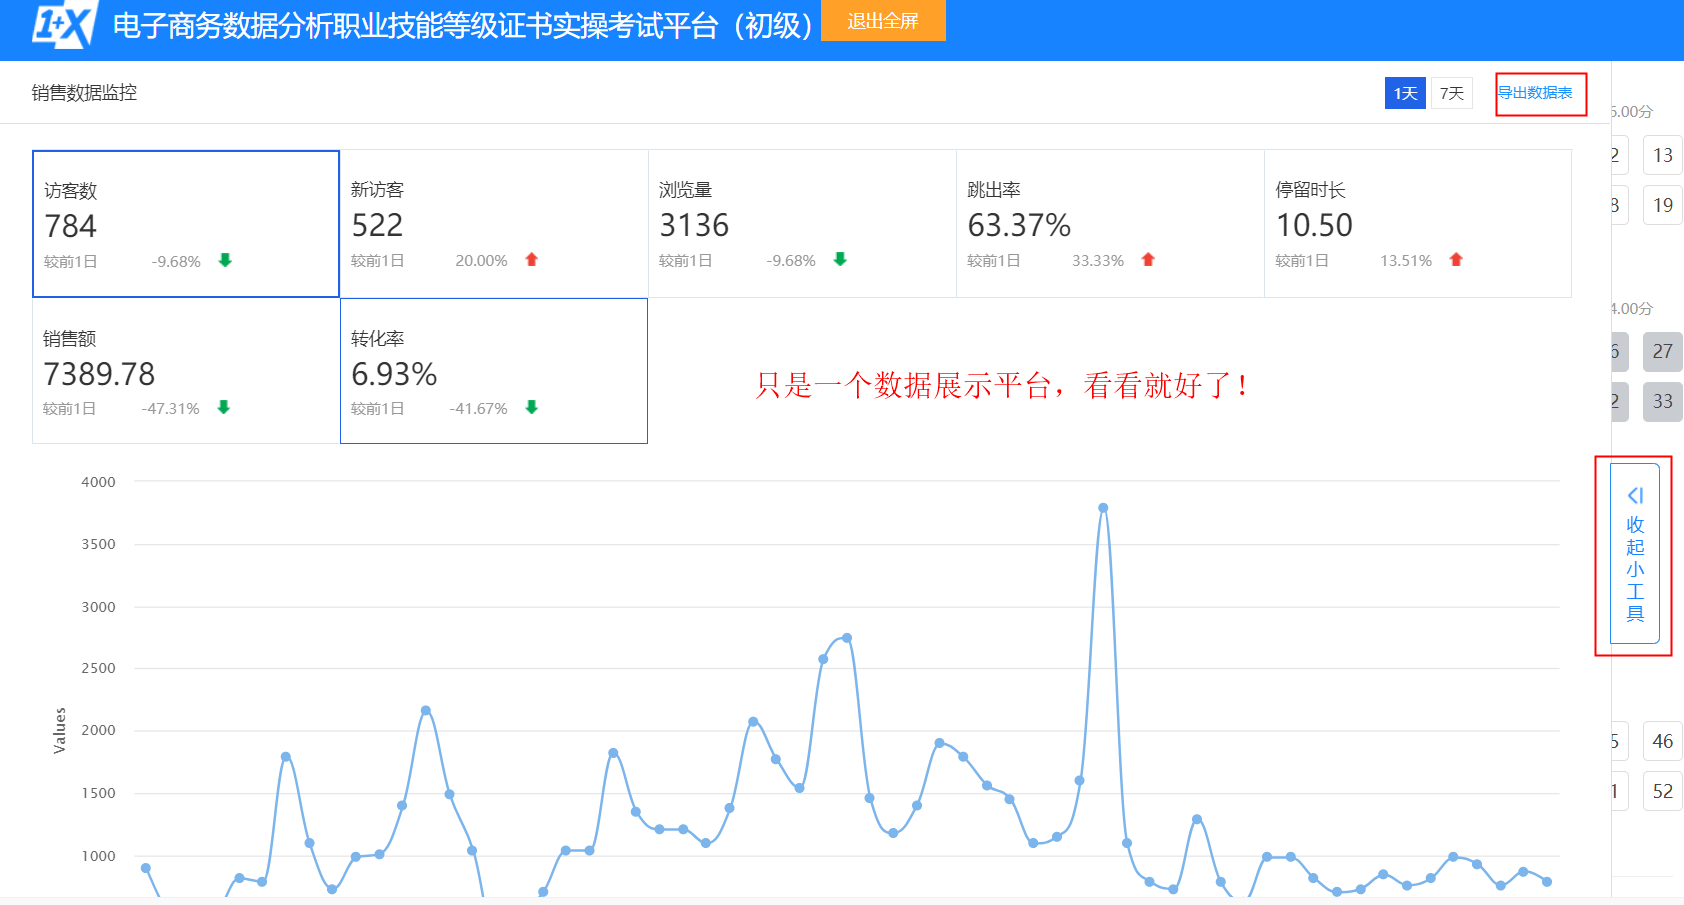 1+X 电子商务数据分析职业技能等级证书实操考试平台（初级） 退出全屏
销售数据监控 1天 7天 导出数据表
5.00分
2 13
8 19
访客数 新访客 浏览量 跳出率 停留时长
784 522 3136 63.37% 10.50
较前1日 -9.68% 较前1日 20.00% 较前1日 -9.68% 较前1日 33.33% 较前1日 13.51%
4.00分
销售额 转化率
6 27
7389.78 6.93%
只是一个数据展示平台，看看就好了！
2 33
较前1日 -47.31% 较前1日 -41.67%
收起小工具
4000
3500
3000
2500
2000
1500
1000
Values
5 46
1 52